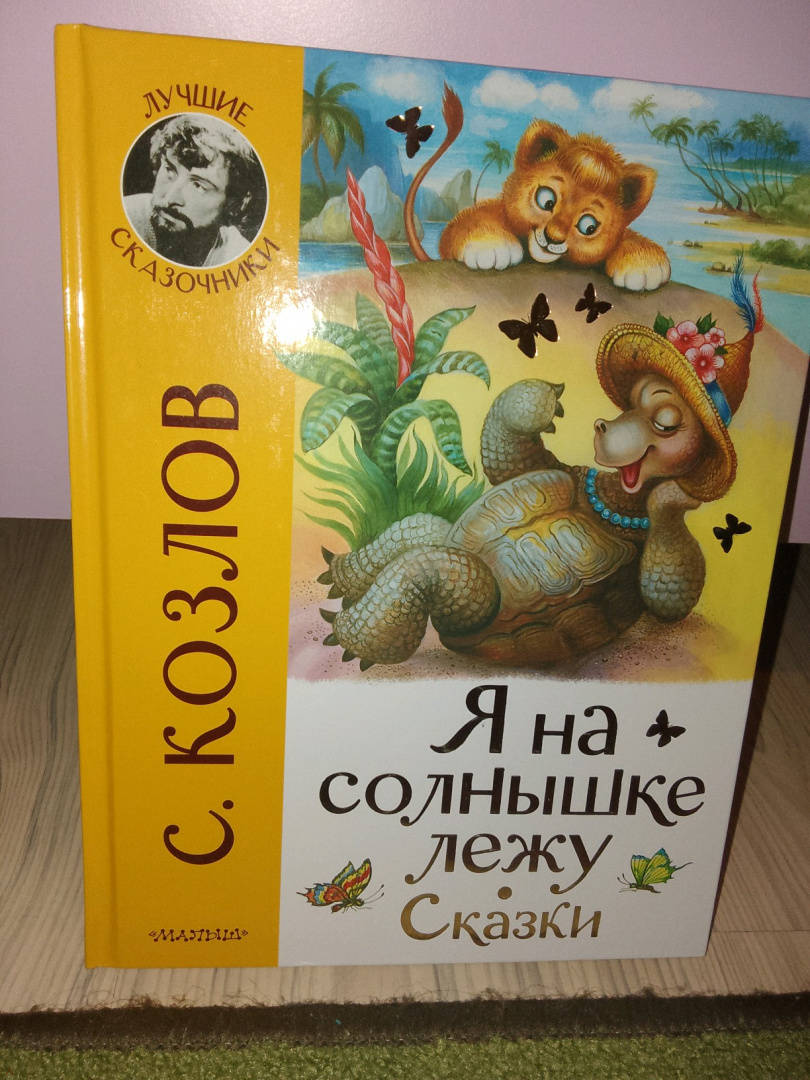 ЛУЧШИЕ
СКАЗОЧНИКИ
С. КОЗЛОВ
Я на
солнышке
лежу
Сказки
«МАЛЫШ»